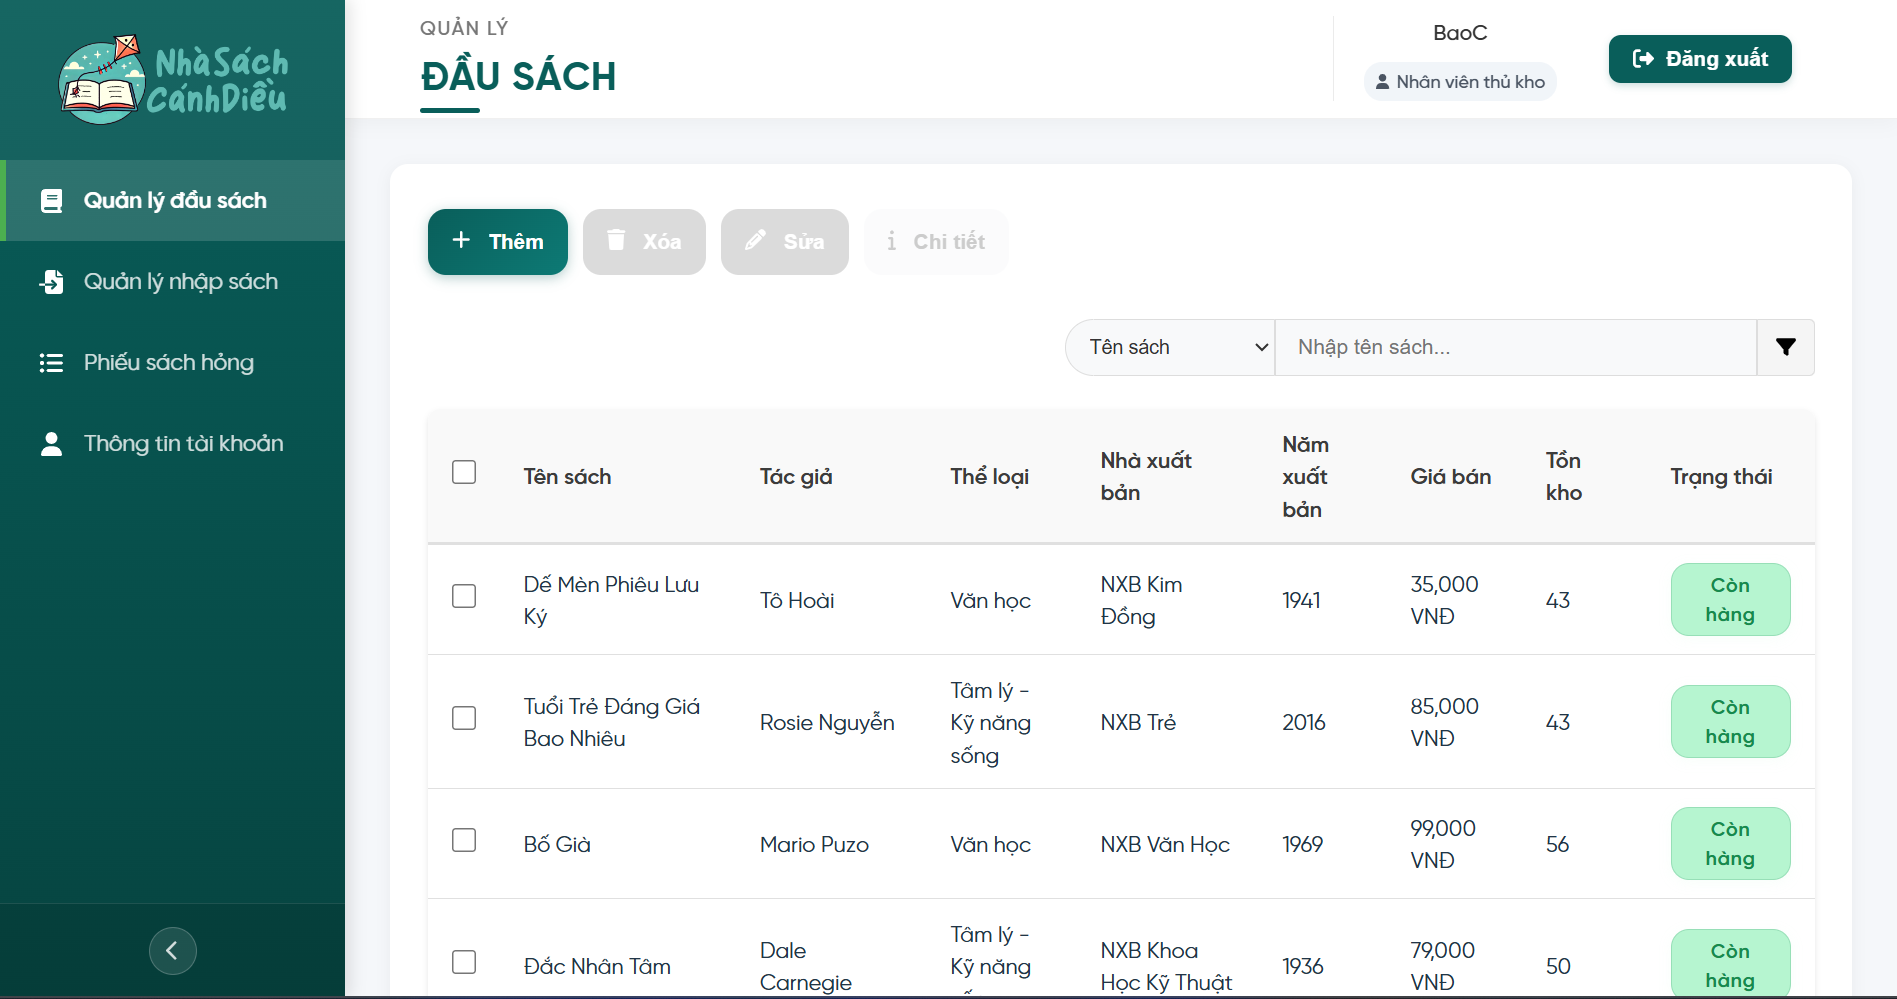 NhàSách
CánhDiều
Quản lý đầu sách
Quản lý nhập sách
Phiếu sách hỏng
Thông tin tài khoản
QUẢN LÝ
ĐẦU SÁCH
BaoC
Nhân viên thủ kho
Đăng xuất
Thêm
Xóa
Sửa
Chi tiết
Tên sách
Nhập tên sách...
Tên sách
Tác giả
Thể loại
Nhà xuất
bản
Năm
xuất
bản
Giá bán
Tồn
kho
Trạng thái
Dế Mèn Phiêu Lưu
Ký
Tô Hoài
Văn học
NXB Kim
Đồng
1941
35,000
VNĐ
43
Còn
hàng
Tuổi Trẻ Đáng Giá
Bao Nhiêu
Rosie Nguyễn
Tâm lý -
Kỹ năng
sống
NXB Trẻ
2016
85,000
VNĐ
43
Còn
hàng
Bố Già
Mario Puzo
Văn học
NXB Văn Học
1969
99,000
VNĐ
56
Còn
hàng
Đắc Nhân Tâm
Dale
Carnegie
Tâm lý -
Kỹ năng
NXB Khoa
Học Kỹ Thuật
1936
79,000
VNĐ
50
Còn
hàng